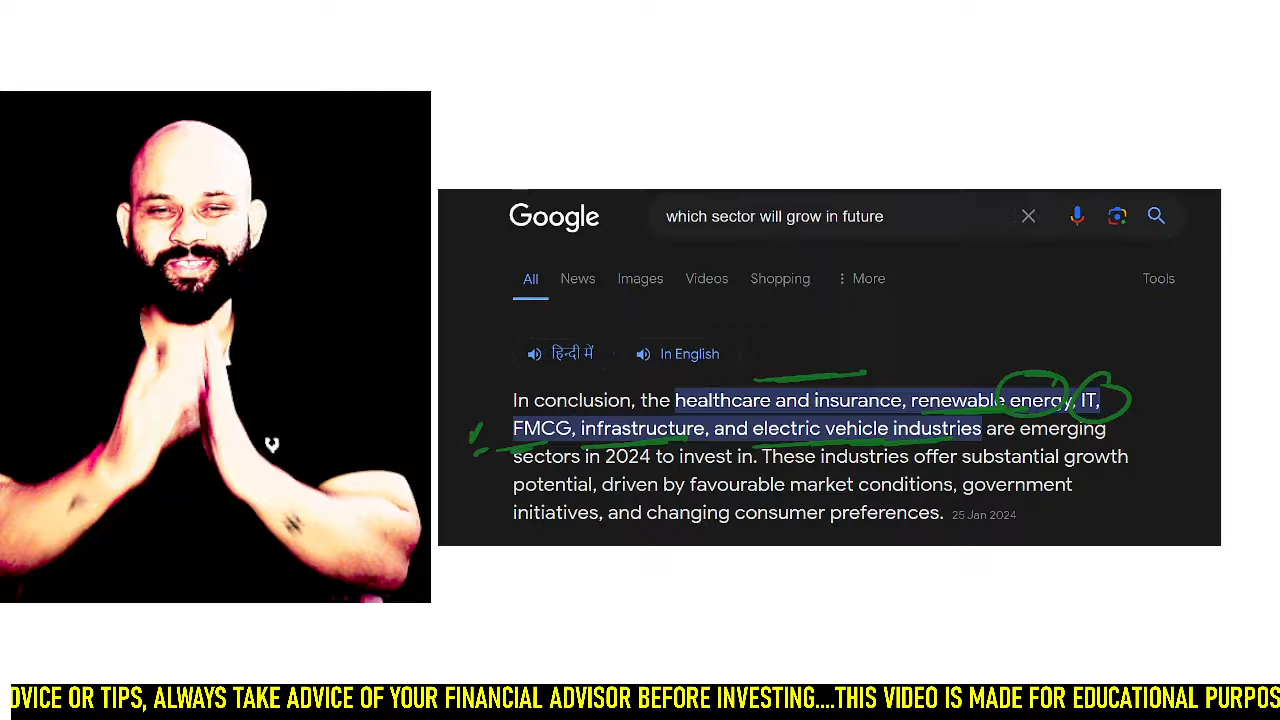 Google
which sector will grow in future
All News Images Videos Shopping More Tools
हिन्दी में In English
In conclusion, the healthcare and insurance, renewable energy, IT,
FMCG, infrastructure, and electric vehicle industries are emerging
sectors in 2024 to invest in. These industries offer substantial growth
potential, driven by favourable market conditions, government
initiatives, and changing consumer preferences. 25 Jan 2024
DVICE OR TIPS, ALWAYS TAKE ADVICE OF YOUR FINANCIAL ADVISOR BEFORE INVESTING....THIS VIDEO IS MADE FOR EDUCATIONAL PURPOS